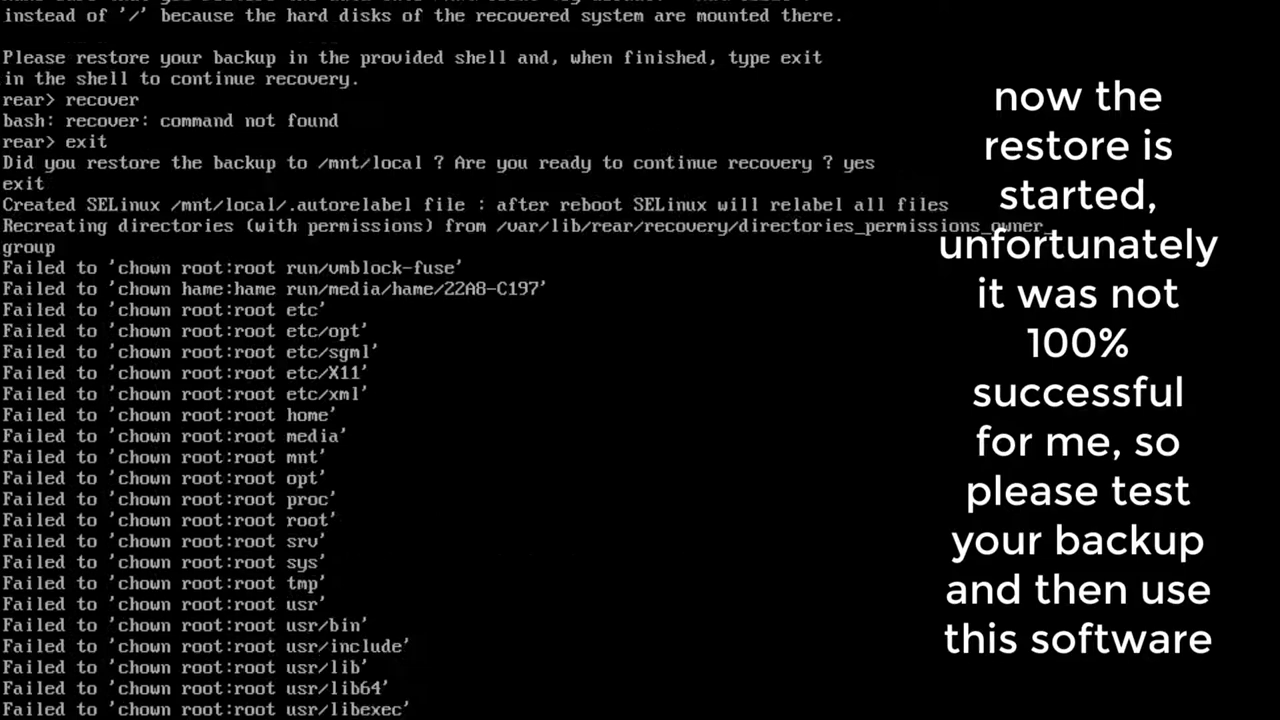 instead of '/' because the hard disks of the recovered system are mounted there.
Please restore your backup in the provided shell and, when finished, type exit
in the shell to continue recovery.
rear> recover
bash: recover: command not found
rear> exit
Did you restore the backup to /mnt/local ? Are you ready to continue recovery ? yes
exit
Created SELinux /mnt/local/.autorelabel file : after reboot SELinux will relabel all files
Recreating directories (with permissions) from /var/lib/rear/recovery/directories_permissions_owner_
group
Failed to 'chown root:root run/vmblock-fuse'
Failed to 'chown hame:hame run/media/hame/22A8-C197'
Failed to 'chown root:root etc'
Failed to 'chown root:root etc/opt'
Failed to 'chown root:root etc/sgml'
Failed to 'chown root:root etc/X11'
Failed to 'chown root:root etc/xml'
Failed to 'chown root:root home'
Failed to 'chown root:root media'
Failed to 'chown root:root mnt'
Failed to 'chown root:root opt'
Failed to 'chown root:root proc'
Failed to 'chown root:root root'
Failed to 'chown root:root srv'
Failed to 'chown root:root sys'
Failed to 'chown root:root tmp'
Failed to 'chown root:root usr'
Failed to 'chown root:root usr/bin'
Failed to 'chown root:root usr/include'
Failed to 'chown root:root usr/lib'
Failed to 'chown root:root usr/lib64'
Failed to 'chown root:root usr/libexec'
now the
restore is
started,
unfortunately
it was not
100%
successful
for me, so
please test
your backup
and then use
this software